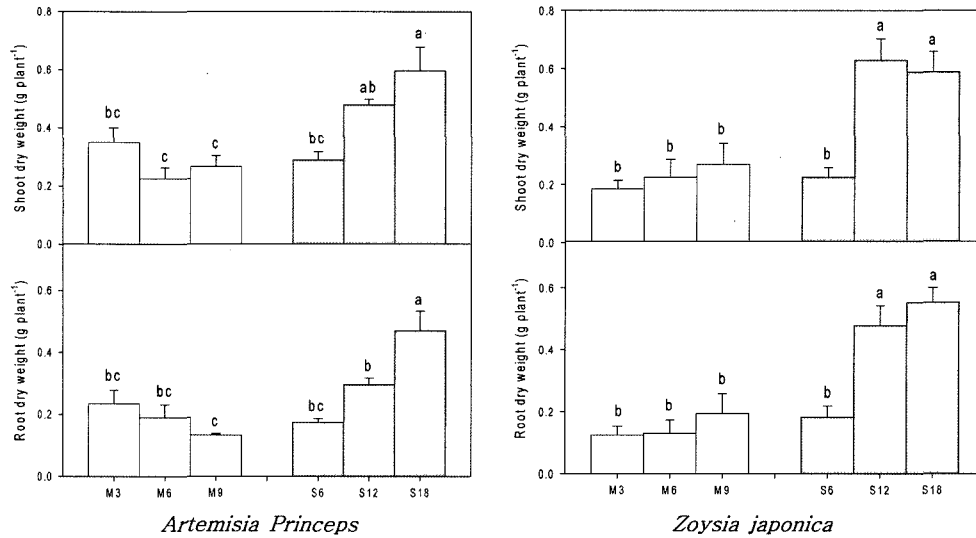 Shoot dry weight (g plant⁻¹)
0.8
0.6
0.4
0.2
0.0
bc
c
c
bc
ab
a
Root dry weight (g plant⁻¹)
0.6
0.4
0.2
0.0
bc
bc
c
bc
b
a
M3 M6 M9 S6 S12 S18
Artemisia Princeps
Shoot dry weight (g plant⁻¹)
0.8
0.6
0.4
0.2
0.0
b
b
b
b
a
a
Root dry weight (g plant⁻¹)
0.6
0.4
0.2
0.0
b
b
b
b
a
a
M3 M6 M9 S6 S12 S18
Zoysia japonica